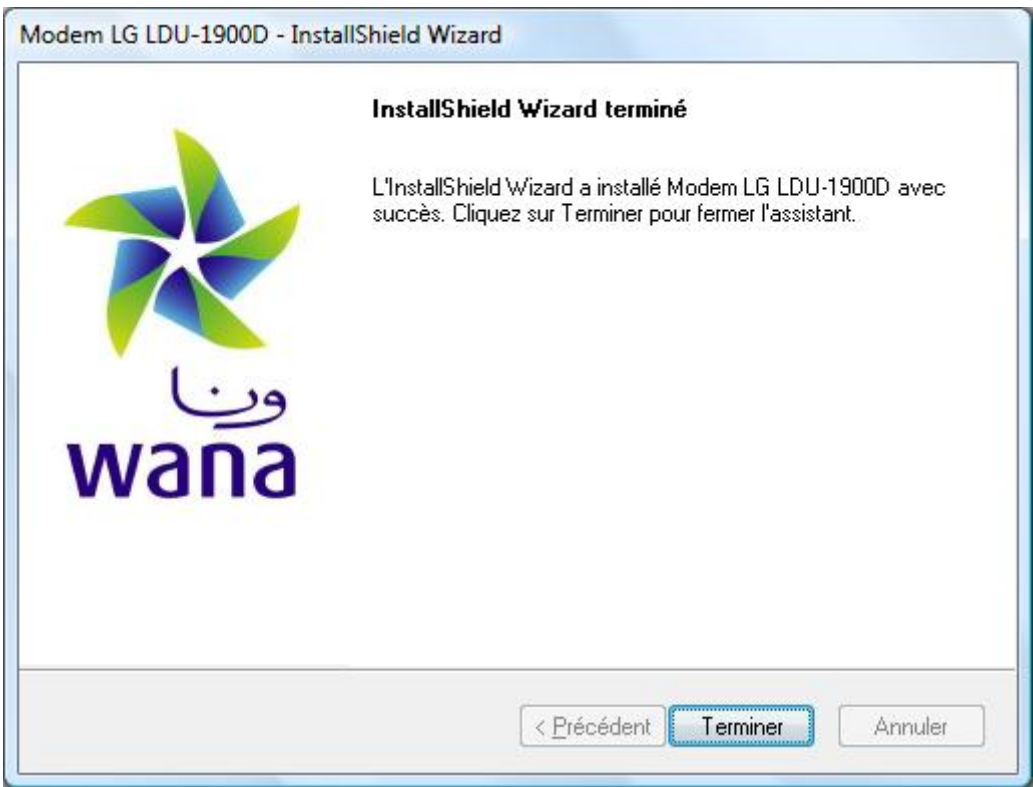 Modem LG LDU-1900D - InstallShield Wizard
InstallShield Wizard terminé
L'InstallShield Wizard a installé Modem LG LDU-1900D avec
succès. Cliquez sur Terminer pour fermer l'assistant.
ونا
wana
< Précédent
Terminer
Annuler